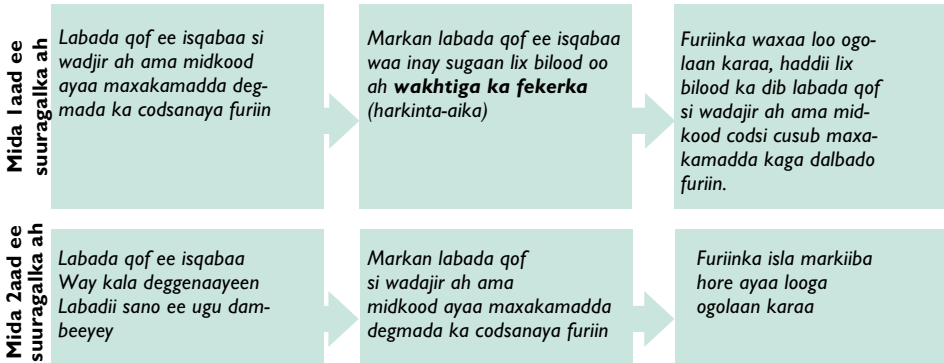 Mida 1aad ee
suuragalka ah
Labada qof ee isqabaa si
wadjir ah ama midkood
ayaa maxakamadda deg-
mada ka codsanaya furiin
Markan labada qof ee isqabaa
waa inay sugaan lix bilood oo
ah wakhtiga ka fekerka
(harkinta-aika)
Furiinka waxaa loo ogo-
laan karaa, haddii lix
bilood ka dib labada qof
si wadajir ah ama mid-
kood codsi cusub maxa-
kamadda kaga dalbado
furiin.
Mida 2aad ee
suuragalka ah
Labada qof ee isqabaa
Way kala deggenaayeen
Labadii sano ee ugu dam-
beeyey
Markan labada qof
si wadajir ah ama
midkood ayaa maxakamadda
degmada ka codsanaya furiin
Furiinka isla markiiba
hore ayaa looga
ogolaan karaa